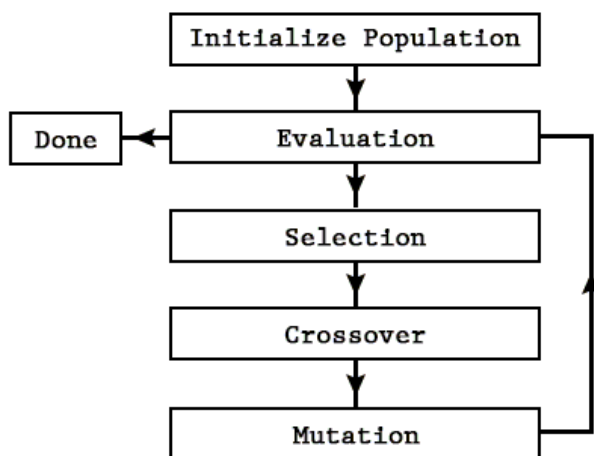 Initialize Population
Done
Evaluation
Selection
Crossover
Mutation